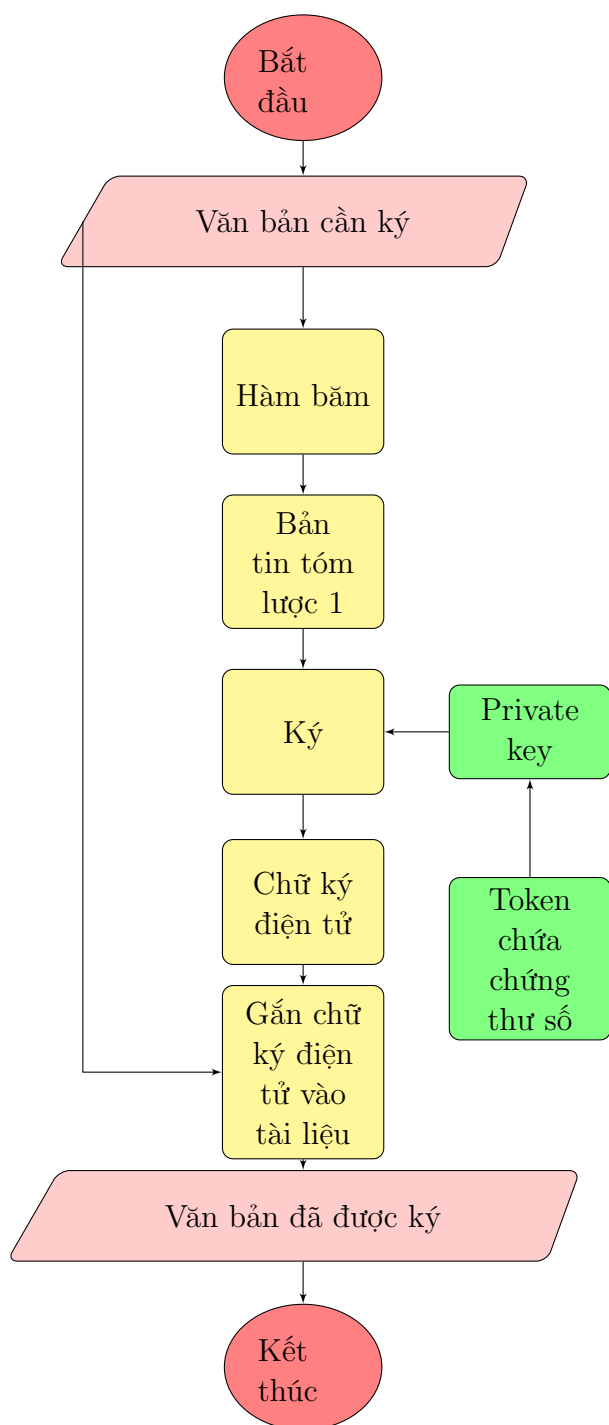 Bắt
đầu
Văn bản cần ký
Hàm băm
Bản
tin tóm
lược 1
Ký
Private
key
Chữ ký
điện tử
Token
chứa
chứng
thư số
Gắn chữ
ký điện
tử vào
tài liệu
Văn bản đã được ký
Kết
thúc